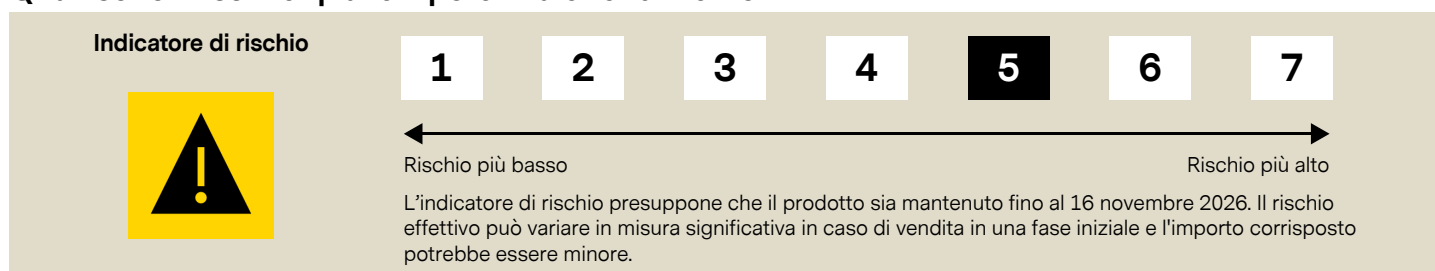 Indicatore di rischio
1 2 3 4 5 6 7
Rischio più basso Rischio più alto
L'indicatore di rischio presuppone che il prodotto sia mantenuto fino al 16 novembre 2026. Il rischio
effettivo può variare in misura significativa in caso di vendita in una fase iniziale e l'importo corrisposto
potrebbe essere minore.